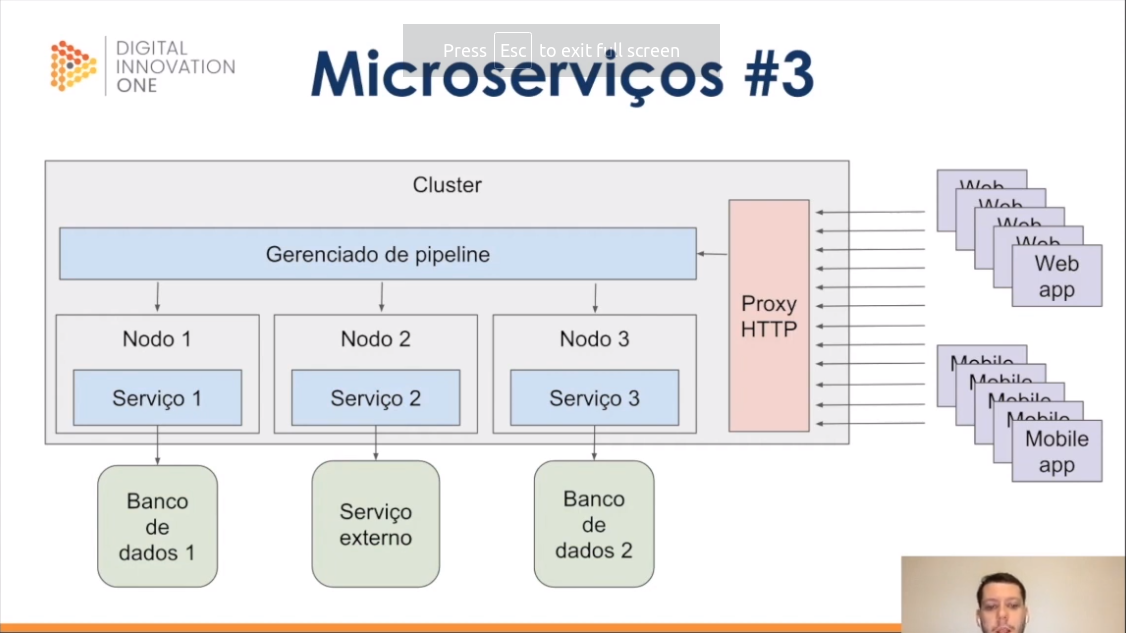 DIGITAL
INNOVATION
ONE
Press Esc to exit full screen
Microserviços #3
Cluster
Gerenciado de pipeline
Proxy
HTTP
Nodo 1
Nodo 2
Nodo 3
Serviço 1
Serviço 2
Serviço 3
Banco
de
dados 1
Serviço
externo
Banco
de
dados 2
Web
Web
Web
Web
Web
app
Mobile
Mobile
Mobile
Mobile
Mobile
app